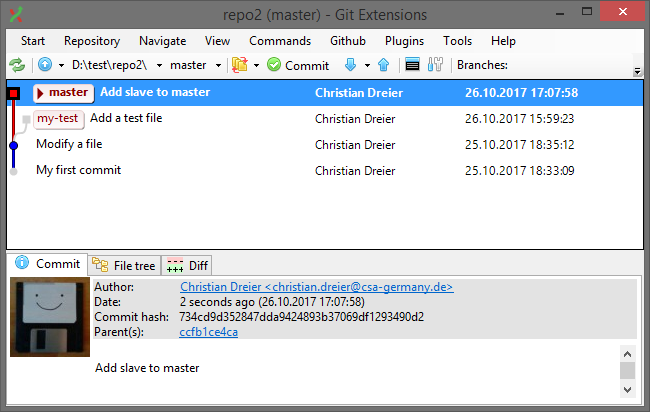 repo2 (master) - Git Extensions
Start Repository Navigate View Commands Github Plugins Tools Help
D:\test\repo2\ master Commit Branches:
master Add slave to master Christian Dreier 26.10.2017 17:07:58
my-test Add a test file Christian Dreier 26.10.2017 15:59:23
Modify a file Christian Dreier 25.10.2017 18:35:12
My first commit Christian Dreier 25.10.2017 18:33:09
Commit File tree Diff
Author: Christian Dreier <christian.dreier@csa-germany.de>
Date: 2 seconds ago (26.10.2017 17:07:58)
Commit hash: 734cd9d352847dda9424893b37069df1293490d2
Parent(s): ccfb1ce4ca
Add slave to master